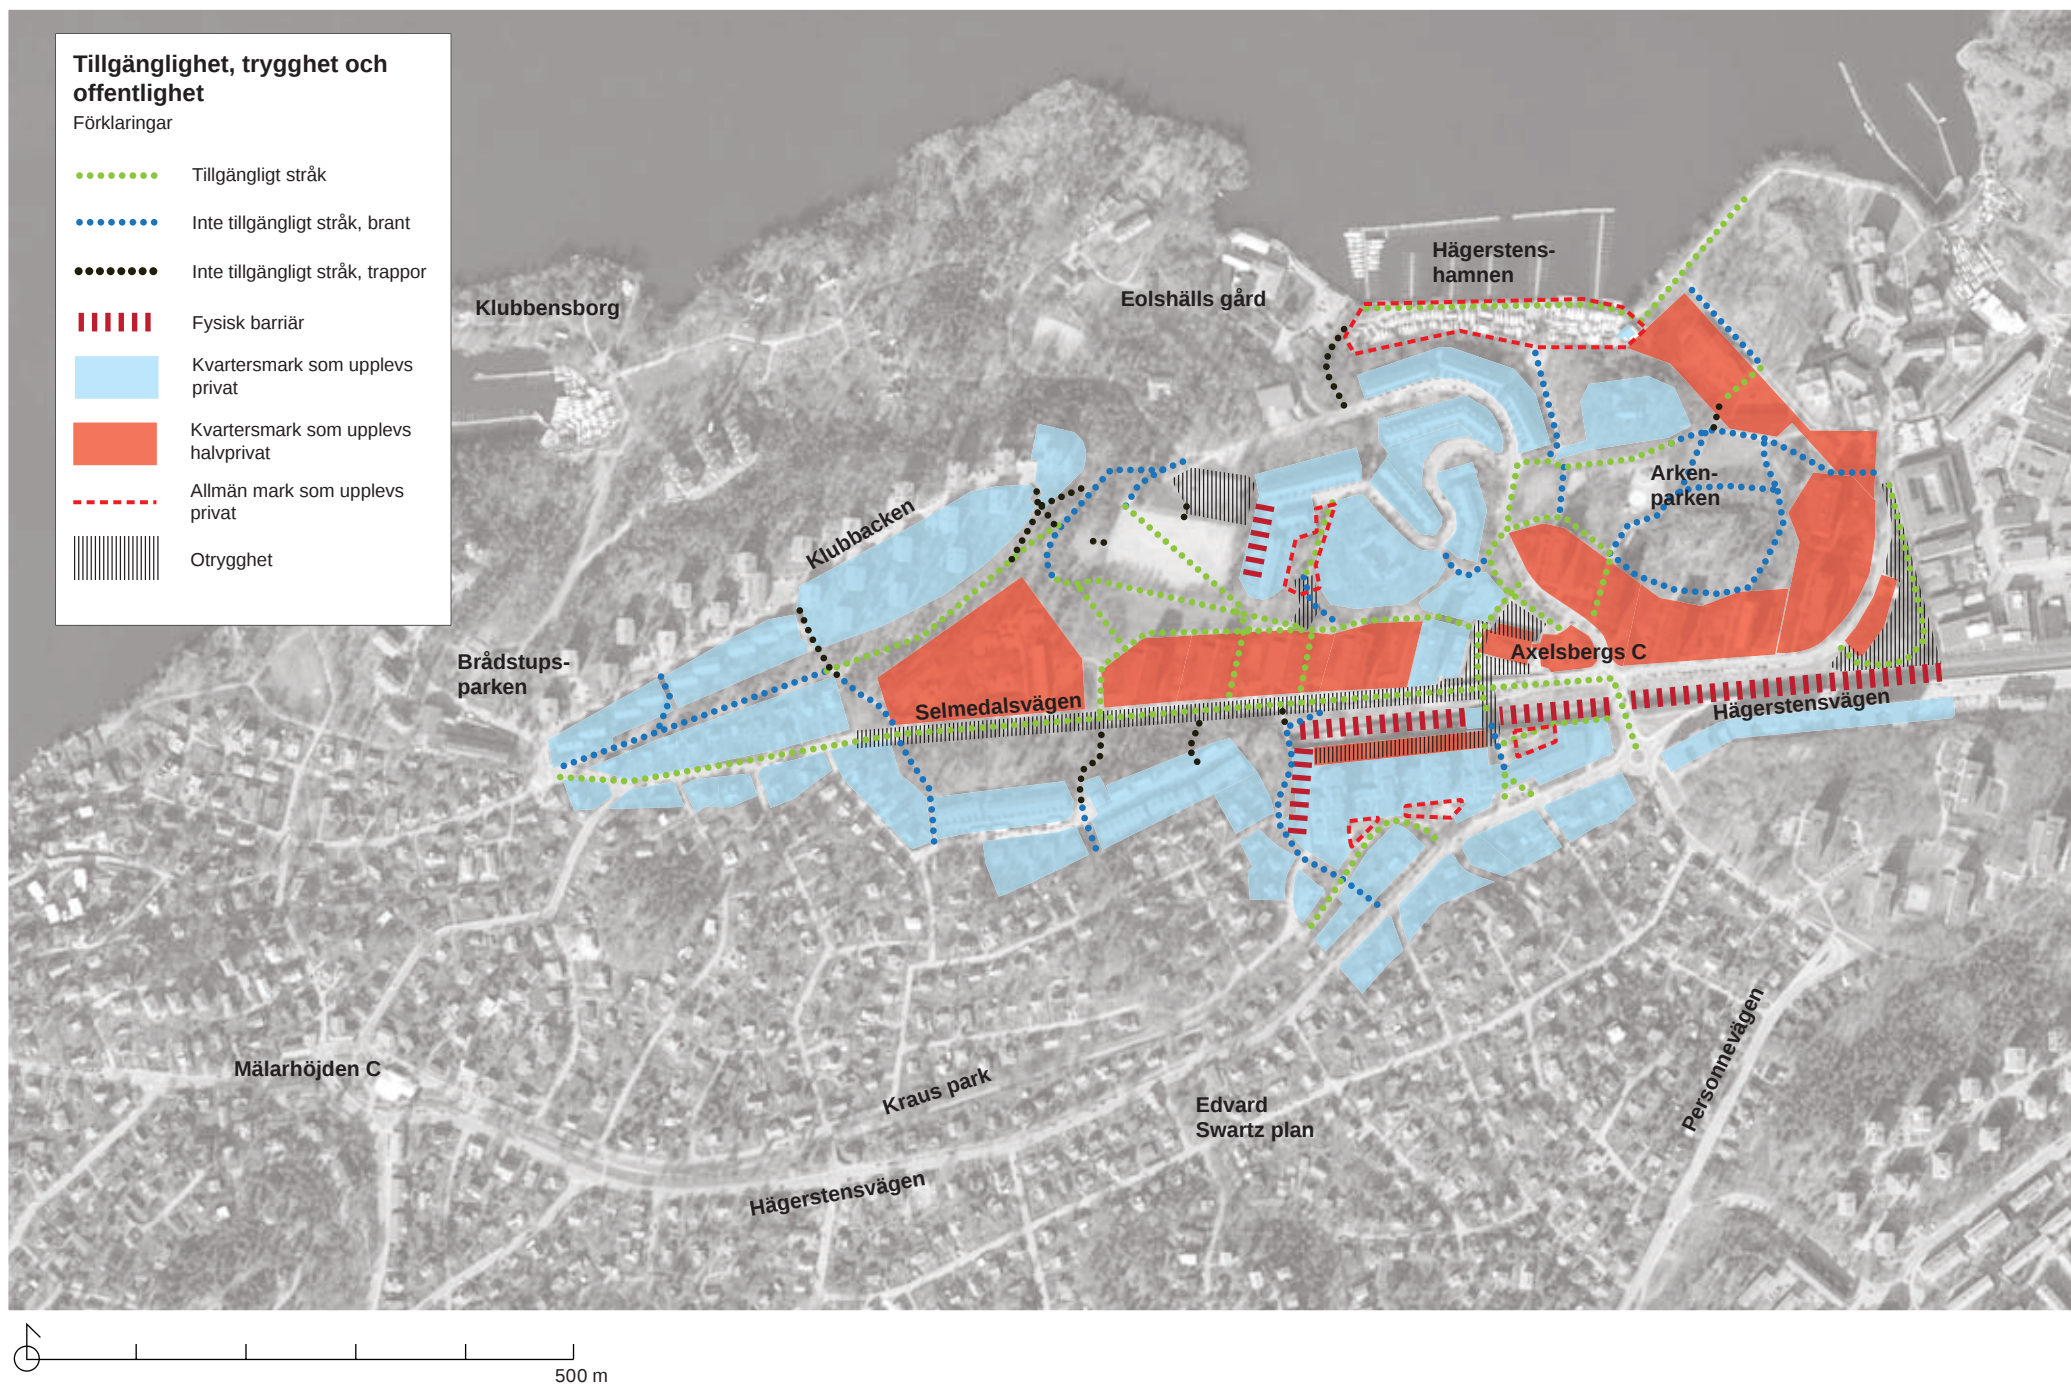 Tillgänglighet, trygghet och
offentlighet
Förklaringar
Tillgängligt stråk
Inte tillgängligt stråk, brant
Inte tillgängligt stråk, trappor
Fysisk barriär
Kvartersmark som upplevs
privat
Kvartersmark som upplevs
halvprivat
Allmän mark som upplevs
privat
Otrygghet
Hägerstens-
hamnen
Eolshälls gård
Klubbensborg
Arken-
parken
Klubbacken
Axelsbergs C
Brådstups-
parken
Selmedalsvägen
Hägerstensvägen
Personnevägen
Mälarhöjden C
Kraus park
Edvard
Swartz plan
Hägerstensvägen
500 m